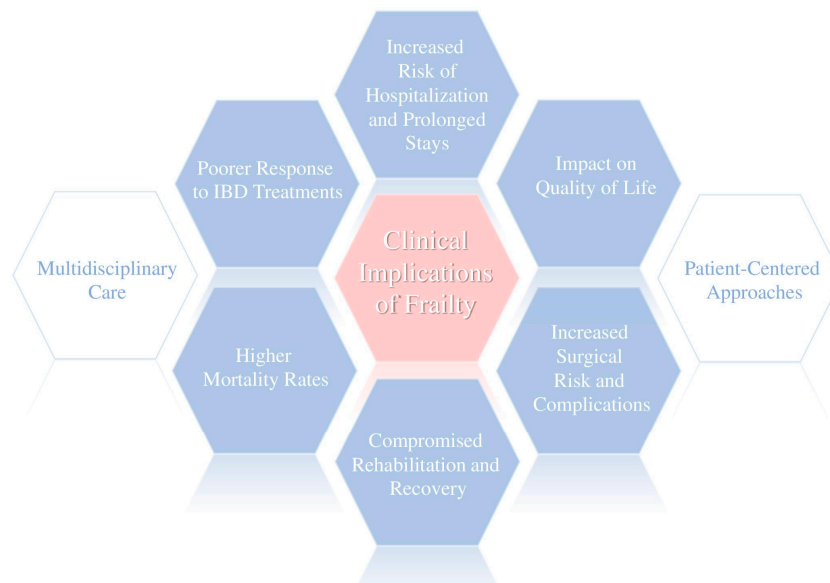 Increased
Risk of
Hospitalization
and Prolonged
Stays
Poorer Response
to IBD Treatments
Impact on
Quality of Life
Multidisciplinary
Care
Clinical
Implications
of Frailty
Patient-Centered
Approaches
Higher
Mortality Rates
Increased
Surgical
Risk and
Complications
Compromised
Rehabilitation and
Recovery